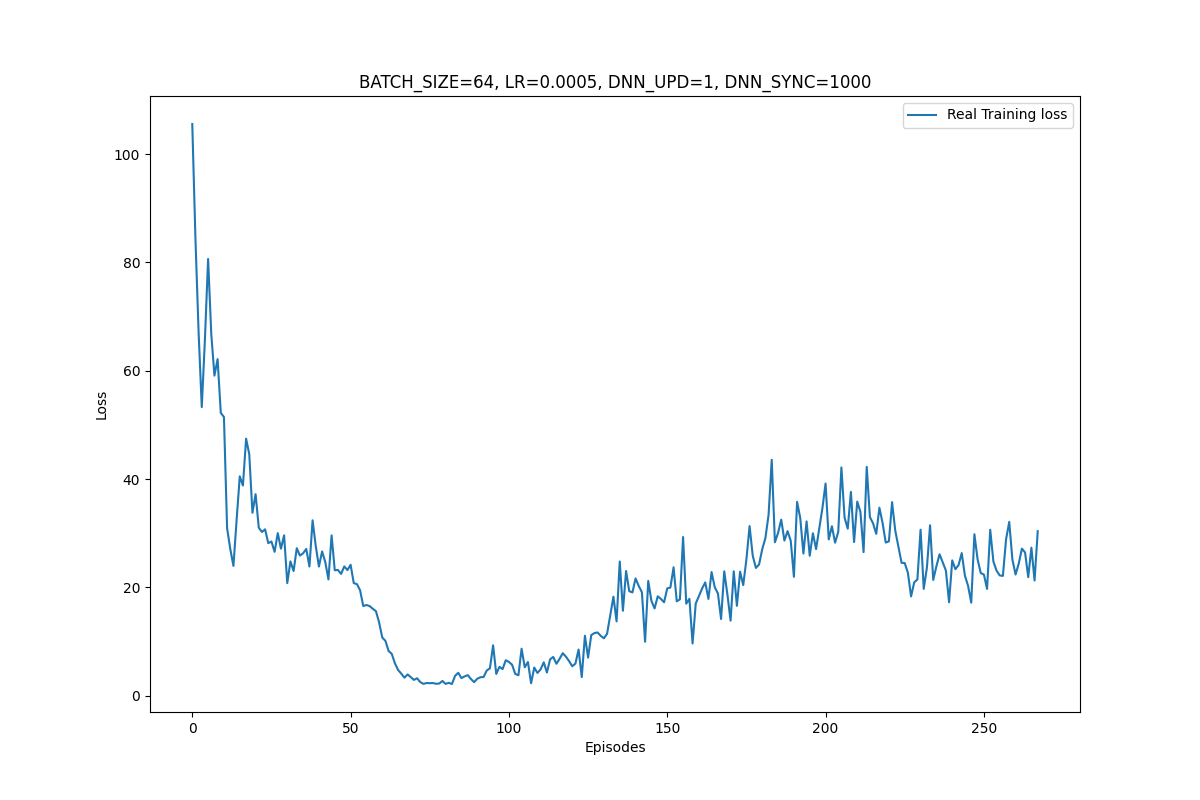 BATCH_SIZE=64, LR=0.0005, DNN_UPD=1, DNN_SYNC=1000
Real Training loss
100
80
60
40
20
0
Loss
0 50 100 150 200 250
Episodes